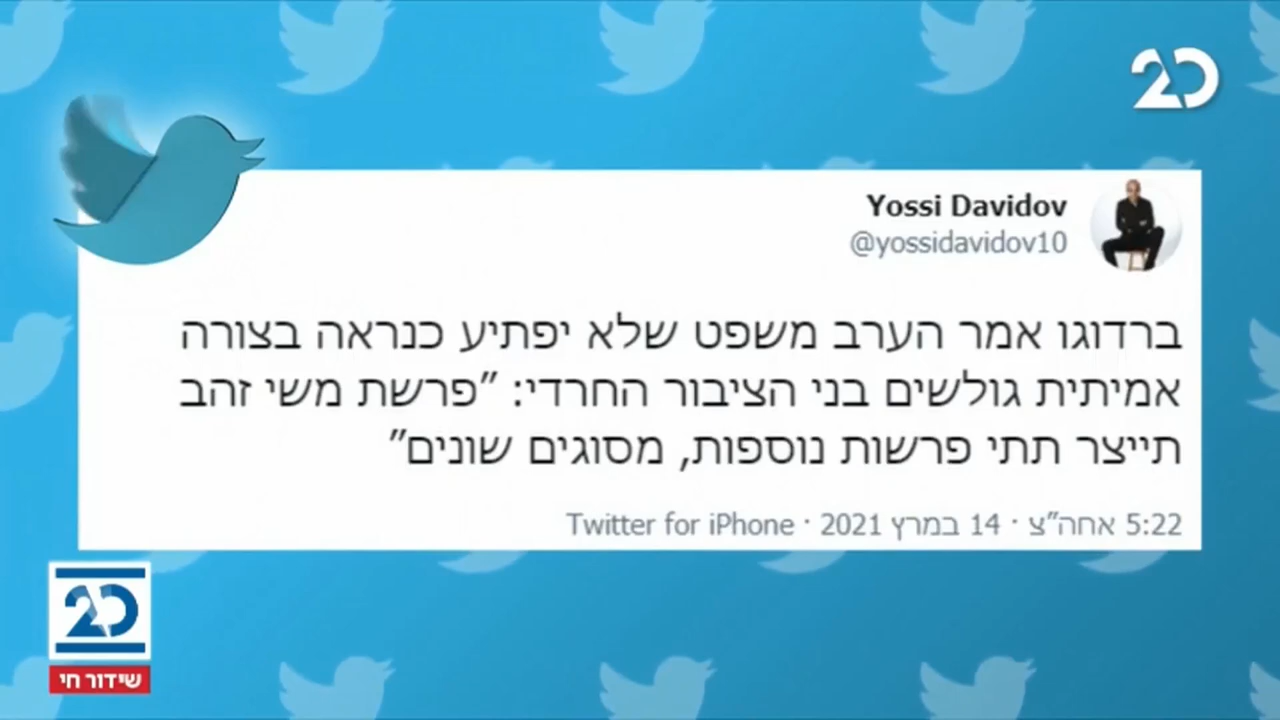 20
Yossi Davidov
@yossidavidov10
ברדוגו אמר הערב משפט שלא יפתיע כנראה בצורה
אמיתית גולשים בני הציבור החרדי: "פרשת משי זהב
תייצר תתי פרשות נוספות, מסוגים שונים"
5:22 אחה"צ · 14 במרץ 2021 · Twitter for iPhone
20
שידור חי